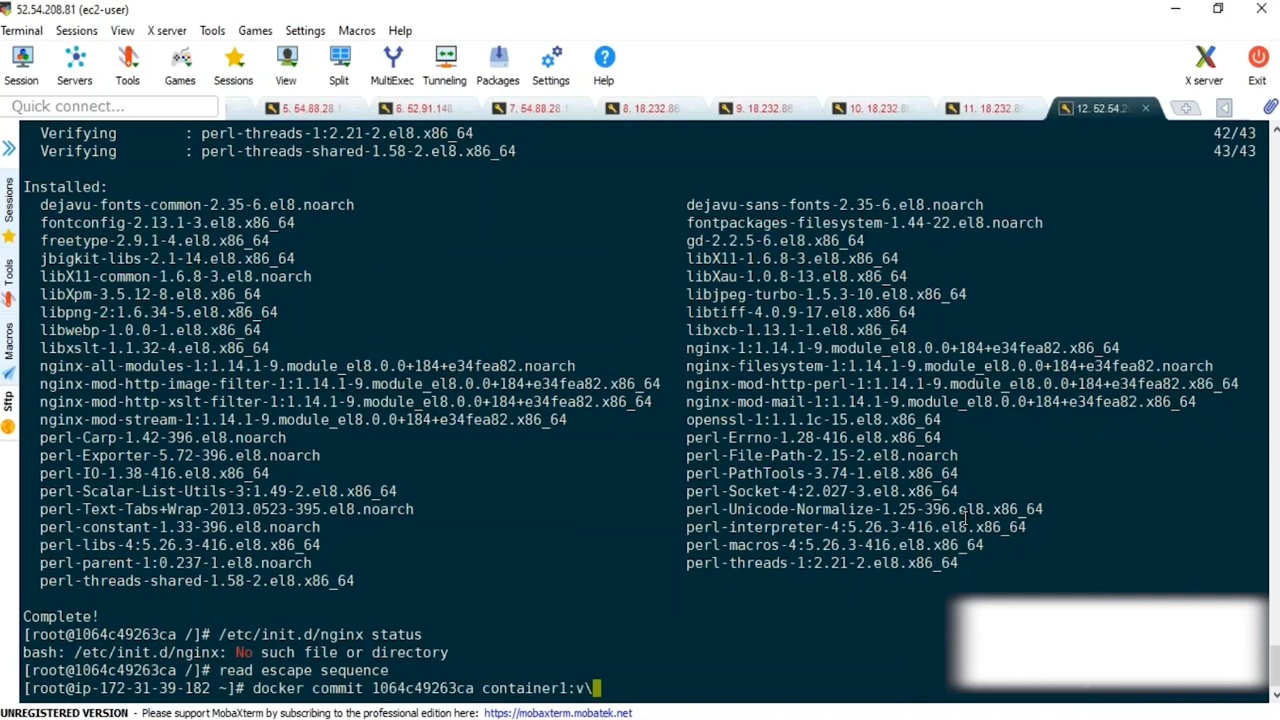 52.54.208.81 (ec2-user)
Terminal Sessions View X server Tools Games Settings Macros Help
Session Servers Tools Games Sessions View Split MultiExec Tunneling Packages Settings Help X server Exit
Quick connect... 5. 54.88.28.1 6. 52.91.148. 7. 54.88.28.1 8. 18.232.86 9. 18.232.86. 10. 18.232.86 11. 18.232.86. 12. 52.54.2
Sessions
Tools
Macros
Sftp
Verifying : perl-threads-1:2.21-2.el8.x86_64 42/43
Verifying : perl-threads-shared-1.58-2.el8.x86_64 43/43
Installed:
dejavu-fonts-common-2.35-6.el8.noarch dejavu-sans-fonts-2.35-6.el8.noarch
fontconfig-2.13.1-3.el8.x86_64 fontpackages-filesystem-1.44-22.el8.noarch
freetype-2.9.1-4.el8.x86_64 gd-2.2.5-6.el8.x86_64
jbigkit-libs-2.1-14.el8.x86_64 libX11-1.6.8-3.el8.x86_64
libX11-common-1.6.8-3.el8.noarch libXau-1.0.8-13.el8.x86_64
libXpm-3.5.12-8.el8.x86_64 libjpeg-turbo-1.5.3-10.el8.x86_64
libpng-2:1.6.34-5.el8.x86_64 libtiff-4.0.9-17.el8.x86_64
libwebp-1.0.0-1.el8.x86_64 libxcb-1.13.1-1.el8.x86_64
libxslt-1.1.32-4.el8.x86_64 nginx-1:1.14.1-9.module_el8.0.0+184+e34fea82.x86_64
nginx-all-modules-1:1.14.1-9.module_el8.0.0+184+e34fea82.noarch nginx-filesystem-1:1.14.1-9.module_el8.0.0+184+e34fea82.noarch
nginx-mod-http-image-filter-1:1.14.1-9.module_el8.0.0+184+e34fea82.x86_64 nginx-mod-http-perl-1:1.14.1-9.module_el8.0.0+184+e34fea82.x86_64
nginx-mod-http-xslt-filter-1:1.14.1-9.module_el8.0.0+184+e34fea82.x86_64 nginx-mod-mail-1:1.14.1-9.module_el8.0.0+184+e34fea82.x86_64
nginx-mod-stream-1:1.14.1-9.module_el8.0.0+184+e34fea82.x86_64 openssl-1:1.1.1c-15.el8.x86_64
perl-Carp-1.42-396.el8.noarch perl-Errno-1.28-416.el8.x86_64
perl-Exporter-5.72-396.el8.noarch perl-File-Path-2.15-2.el8.noarch
perl-IO-1.38-416.el8.x86_64 perl-PathTools-3.74-1.el8.x86_64
perl-Scalar-List-Utils-3:1.49-2.el8.x86_64 perl-Socket-4:2.027-3.el8.x86_64
perl-Text-Tabs+Wrap-2013.0523-395.el8.noarch perl-Unicode-Normalize-1.25-396.el8.x86_64
perl-constant-1.33-396.el8.noarch perl-interpreter-4:5.26.3-416.el8.x86_64
perl-libs-4:5.26.3-416.el8.x86_64 perl-macros-4:5.26.3-416.el8.x86_64
perl-parent-1:0.237-1.el8.noarch perl-threads-1:2.21-2.el8.x86_64
perl-threads-shared-1.58-2.el8.x86_64
Complete!
[root@1064c49263ca /]# /etc/init.d/nginx status
bash: /etc/init.d/nginx: No such file or directory
[root@1064c49263ca /]# read escape sequence
[root@ip-172-31-39-182 ~]# docker commit 1064c49263ca container1:v\
UNREGISTERED VERSION - Please support MobaXterm by subscribing to the professional edition here: https://mobaxterm.mobatek.net